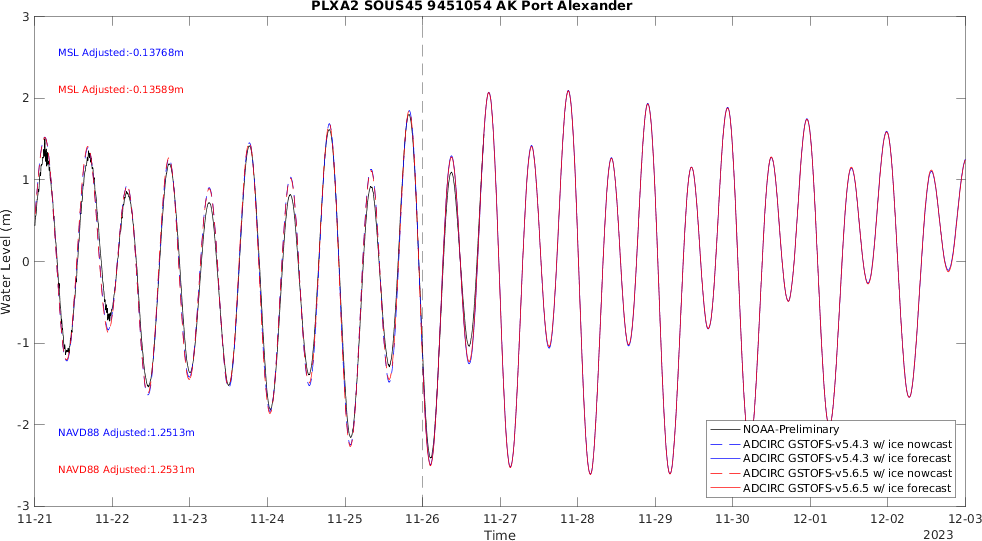 PLXA2 SOUS45 9451054 AK Port Alexander
3
2
1
0
-1
-2
-3
Water Level (m)
MSL Adjusted:-0.13768m
MSL Adjusted:-0.13589m
NAVD88 Adjusted:1.2513m
NAVD88 Adjusted:1.2531m
NOAA-Preliminary
ADCIRC GSTOFS-v5.4.3 w/ ice nowcast
ADCIRC GSTOFS-v5.4.3 w/ ice forecast
ADCIRC GSTOFS-v5.6.5 w/ ice nowcast
ADCIRC GSTOFS-v5.6.5 w/ ice forecast
11-21 11-22 11-23 11-24 11-25 11-26 11-27 11-28 11-29 11-30 12-01 12-02 12-03
Time
2023